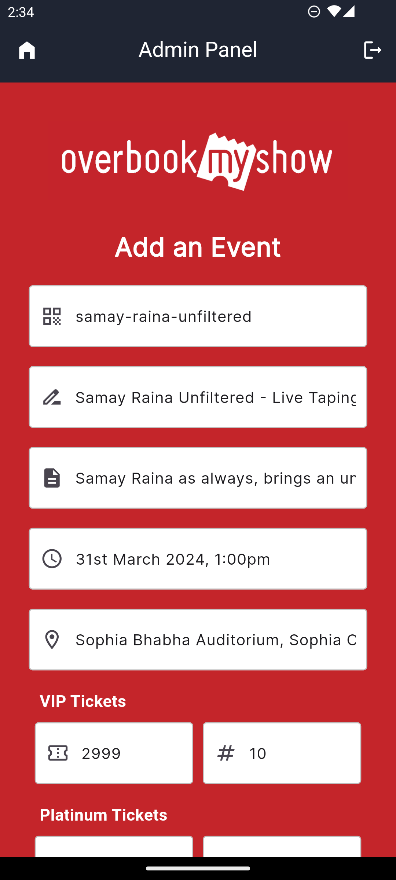 2:34
Admin Panel
overbook my show
Add an Event
samay-raina-unfiltered
Samay Raina Unfiltered - Live Taping
Samay Raina as always, brings an
31st March 2024, 1:00pm
Sophia Bhabha Auditorium, Sophia
VIP Tickets
2999
# 10
Platinum Tickets